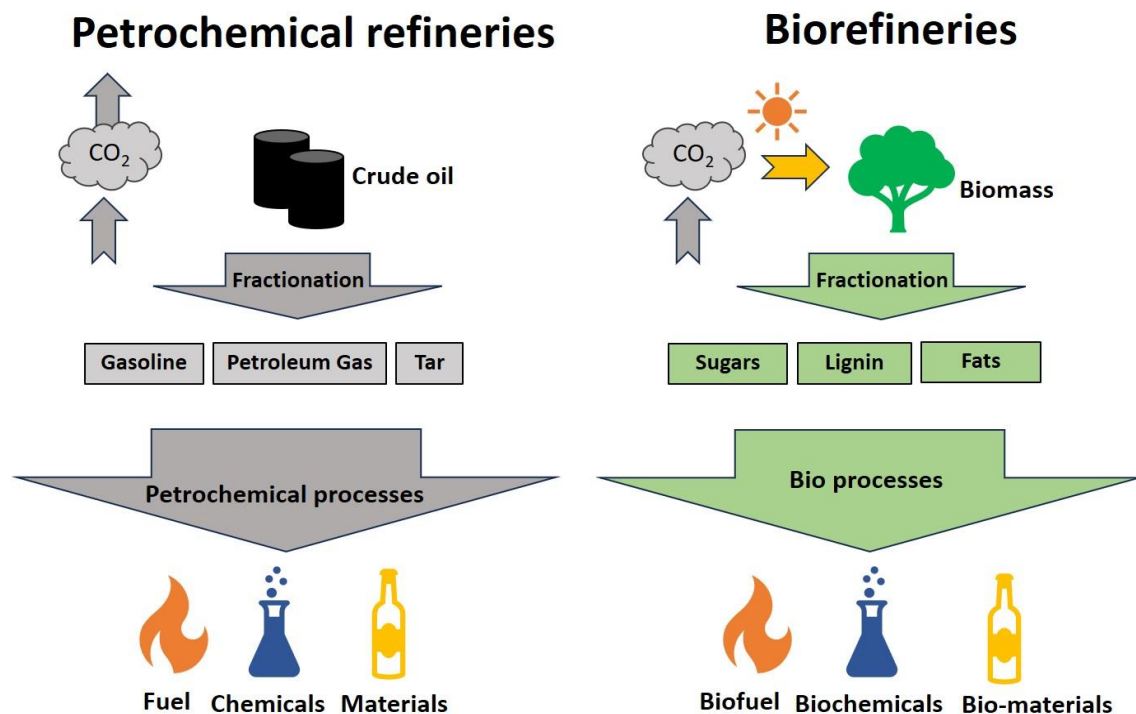 Petrochemical refineries
CO2
Crude oil
Fractionation
Gasoline
Petroleum Gas
Tar
Petrochemical processes
Fuel
Chemicals
Materials
Biorefineries
CO2
Biomass
Fractionation
Sugars
Lignin
Fats
Bio processes
Biofuel
Biochemicals
Bio-materials